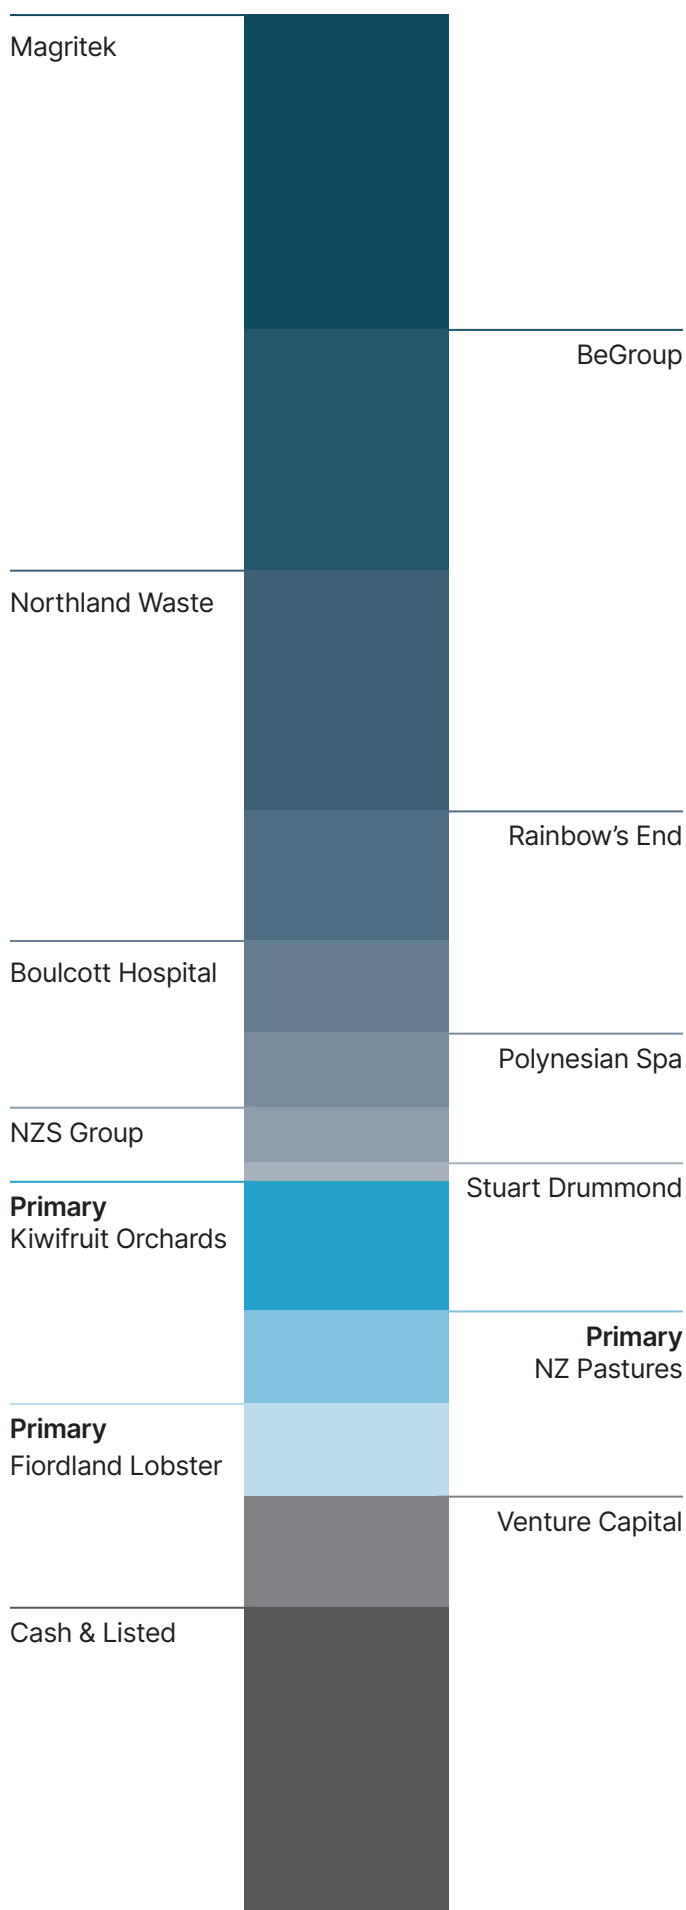 Magritek
BeGroup
Northland Waste
Rainbow’s End
Boulcott Hospital
Polynesian Spa
NZS Group
Stuart Drummond
Primary
Kiwifruit Orchards
Primary
NZ Pastures
Primary
Fiordland Lobster
Venture Capital
Cash & Listed